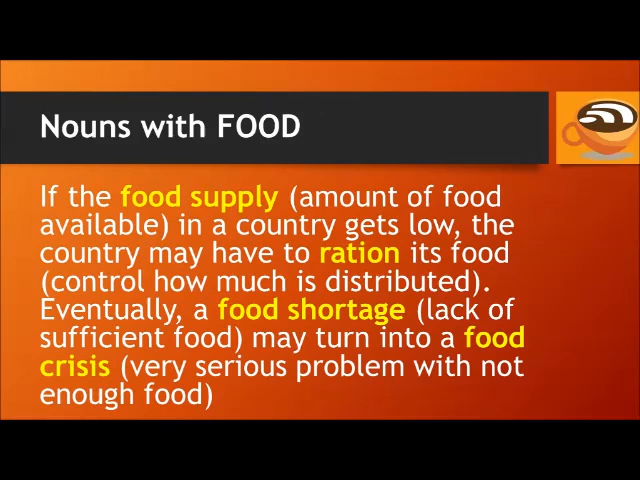 Nouns with FOOD
If the food supply (amount of food
available) in a country gets low, the
country may have to ration its food
(control how much is distributed).
Eventually, a food shortage (lack of
sufficient food) may turn into a food
crisis (very serious problem with not
enough food)